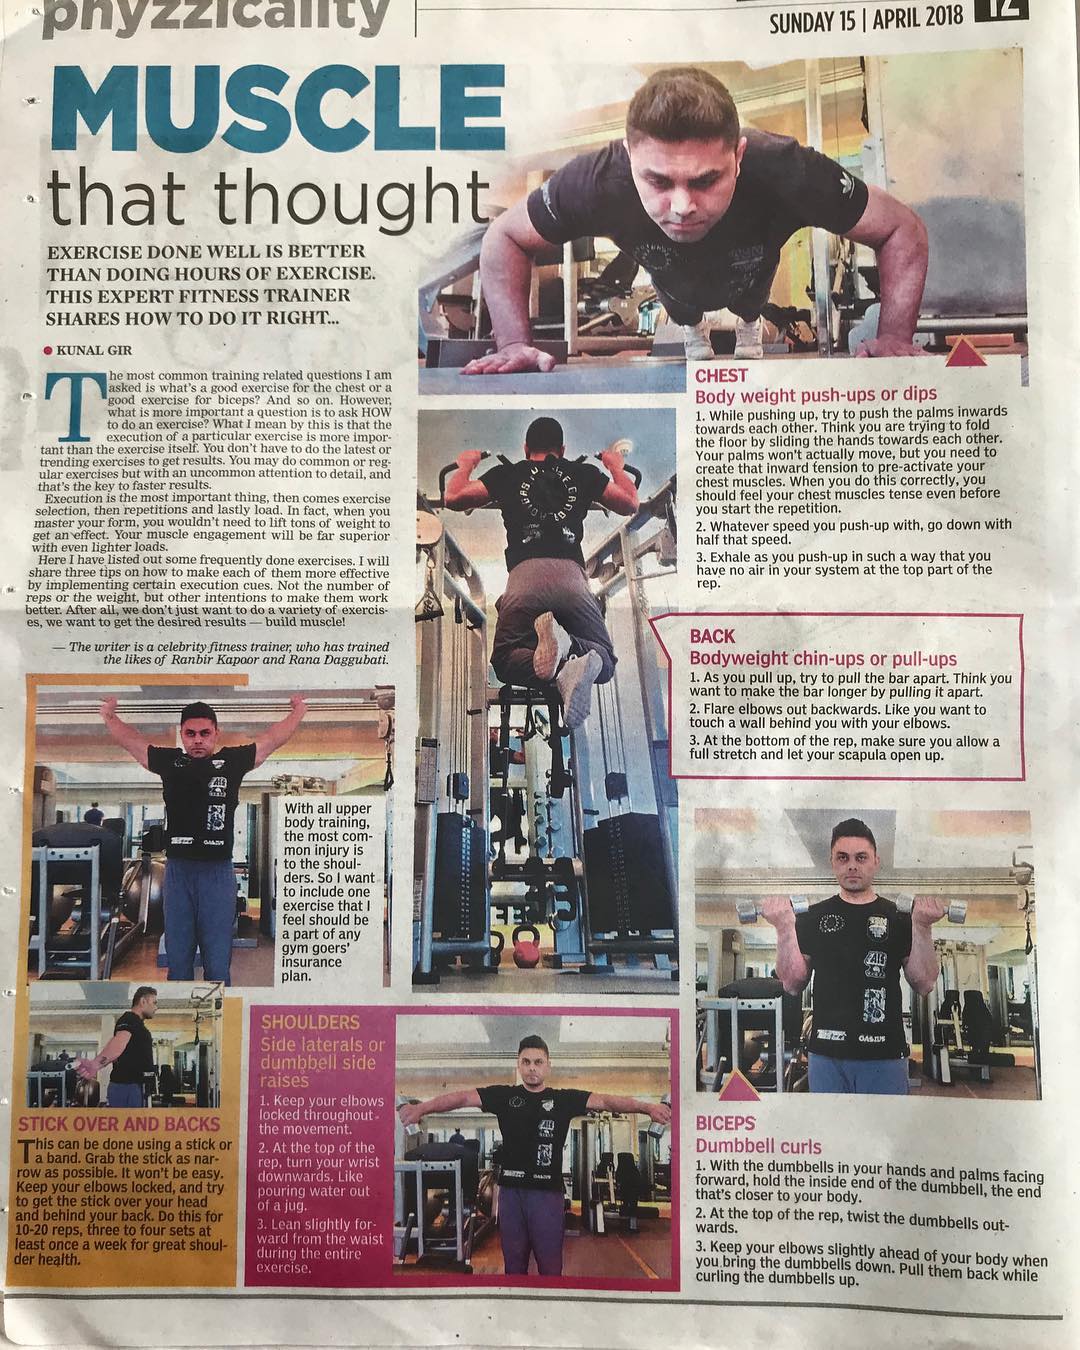 phyzzicality
SUNDAY 15 | APRIL 2018
12
MUSCLE
that thought
EXERCISE DONE WELL IS BETTER
THAN DOING HOURS OF EXERCISE.
THIS EXPERT FITNESS TRAINER
SHARES HOW TO DO IT RIGHT...
● KUNAL GIR
The most common training related questions I am
asked is what's a good exercise for the chest or a
good exercise for biceps? And so on. However,
what is more important a question is to ask HOW
to do an exercise? What I mean by this is that the
execution of a particular exercise is more impor-
tant than the exercise itself. You don't have to do the latest or
trending exercises to get results. You may do common or reg-
ular exercises but with an uncommon attention to detail, and
that's the key to faster results.
Execution is the most important thing, then comes exercise
selection, then repetitions and lastly load. In fact, when you
master your form, you wouldn't need to lift tons of weight to
get an effect. Your muscle engagement will be far superior
with even lighter loads.
Here I have listed out some frequently done exercises. I will
share three tips on how to make each of them more effective
by implementing certain execution cues. Not the number of
reps or the weight, but other intentions to make them work
better. After all, we don't just want to do a variety of exercis-
es, we want to get the desired results — build muscle!
— The writer is a celebrity fitness trainer, who has trained
the likes of Ranbir Kapoor and Rana Daggubati.
CHEST
Body weight push-ups or dips
1. While pushing up, try to push the palms inwards
towards each other. Think you are trying to fold
the floor by sliding the hands towards each other.
Your palms won't actually move, but you need to
create that inward tension to pre-activate your
chest muscles. When you do this correctly, you
should feel your chest muscles tense even before
you start the repetition.
2. Whatever speed you push-up with, go down with
half that speed.
3. Exhale as you push-up in such a way that you
have no air in your system at the top part of the
rep.
BACK
Bodyweight chin-ups or pull-ups
1. As you pull up, try to pull the bar apart. Think you
want to make the bar longer by pulling it apart.
2. Flare elbows out backwards. Like you want to
touch a wall behind you with your elbows.
3. At the bottom of the rep, make sure you allow a
full stretch and let your scapula open up.
With all upper
body training,
the most com-
mon injury is
to the shoul-
ders. So I want
to include one
exercise that I
feel should be
a part of any
gym goers'
insurance
plan.
STICK OVER AND BACKS
This can be done using a stick or
a band. Grab the stick as nar-
row as possible. It won't be easy.
Keep your elbows locked, and try
to get the stick over your head
and behind your back. Do this for
10-20 reps, three to four sets at
least once a week for great shoul-
der health.
SHOULDERS
Side laterals or
dumbbell side
raises
1. Keep your elbows
locked throughout
the movement.
2. At the top of the
rep, turn your wrist
downwards. Like
pouring water out
of a jug.
3. Lean slightly for-
ward from the waist
during the entire
exercise.
BICEPS
Dumbbell curls
1. With the dumbbells in your hands and palms facing
forward, hold the inside end of the dumbbell, the end
that's closer to your body.
2. At the top of the rep, twist the dumbbells out-
wards.
3. Keep your elbows slightly ahead of your body when
you bring the dumbbells down. Pull them back while
curling the dumbbells up.